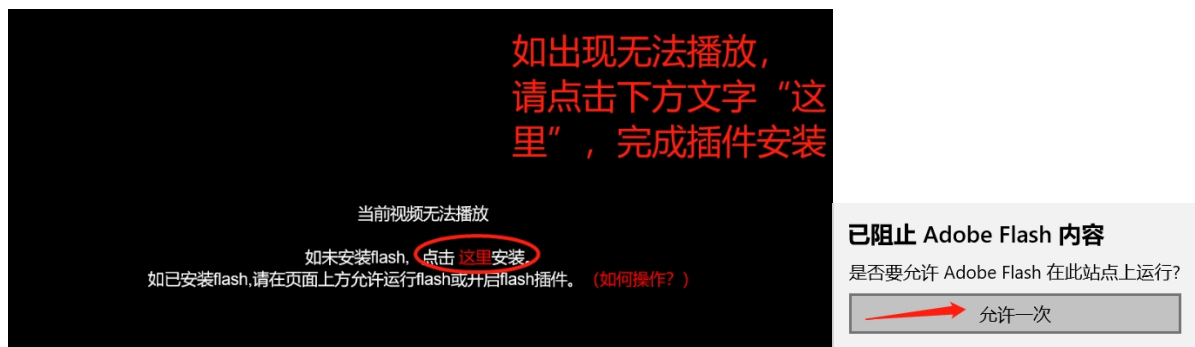 如出现无法播放，
请点击下方文字“这
里”，完成插件安装
当前视频无法播放
如未安装flash, 点击 这里安装。
如已安装flash,请在页面上方允许运行flash或开启flash插件。（如何操作？）
已阻止 Adobe Flash 内容
是否要允许 Adobe Flash 在此站点上运行?
允许一次